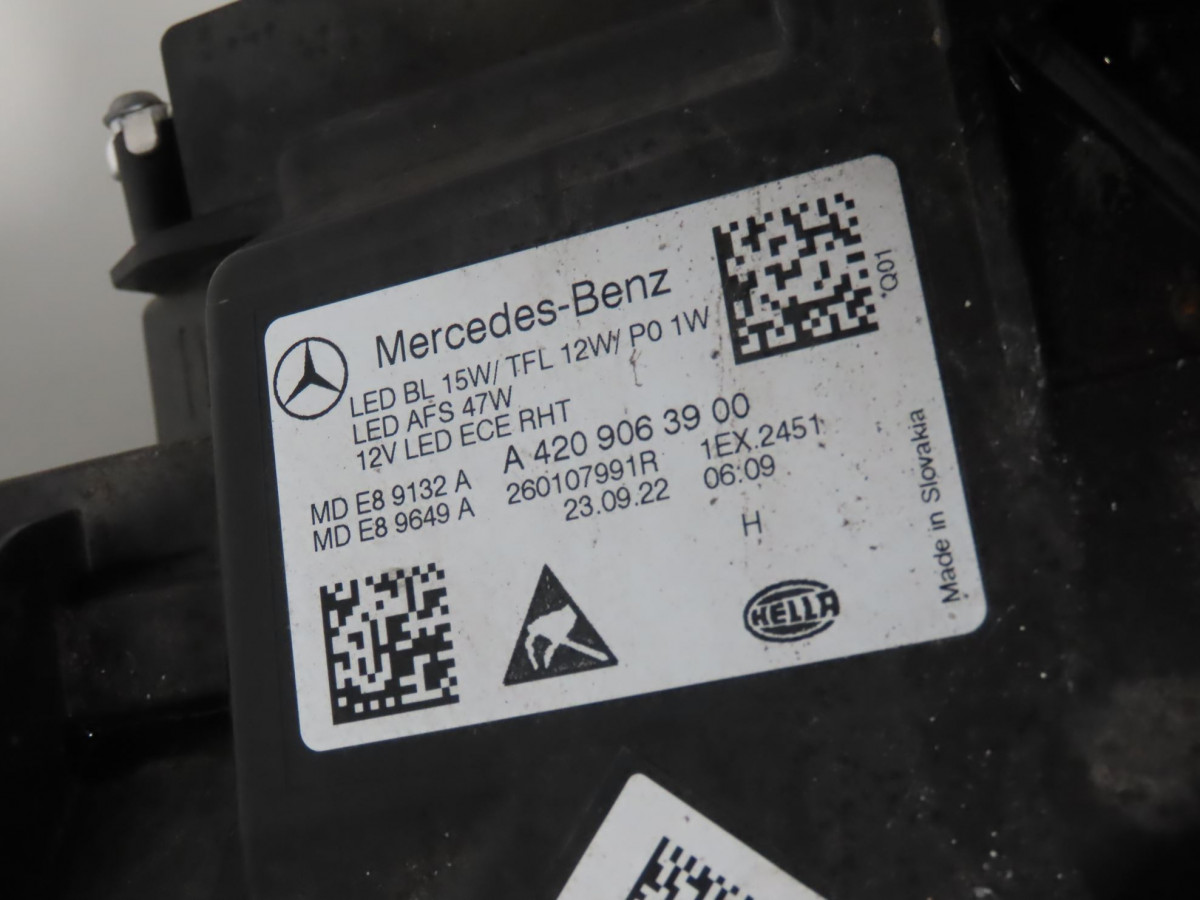 Mercedes-Benz
LED BL 15W/ TFL 12W/ PO 1W
LED AFS 47W
12V LED ECE RHT
*Q01
A 420 906 39 00
MD E8 9132 A 260107991R 1EX.2451
MD E8 9649 A 23.09.22 06:09
H
HELLA
Made in Slovakia